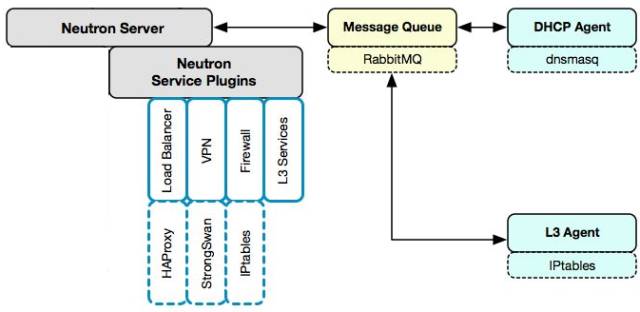 Neutron Server
Message Queue
DHCP Agent
RabbitMQ
dnsmasq
Neutron
Service Plugins
Load Balancer
VPN
Firewall
L3 Services
HAProxy
StrongSwan
IPtables
L3 Agent
IPtables